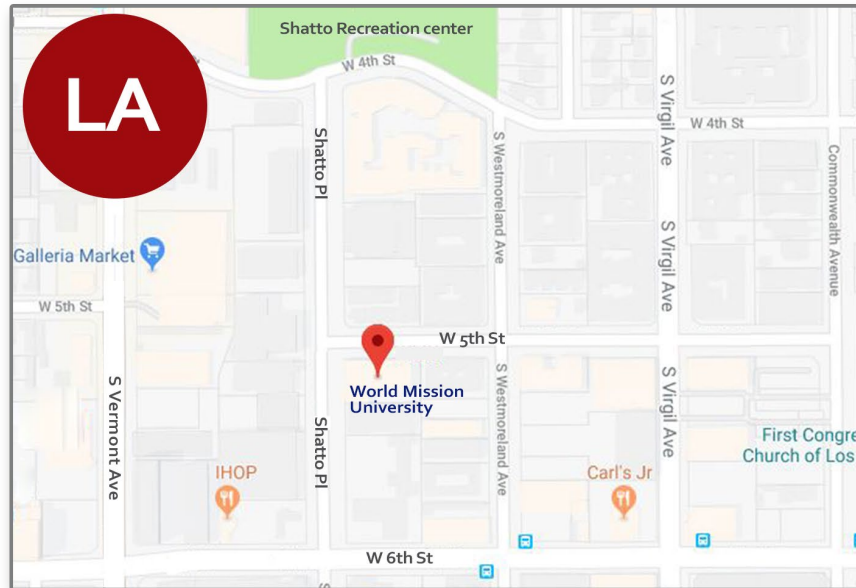 Shatto Recreation center
LA
W 4th St
W 4th St
S Virgil Ave
Shatto Pl
S Westmoreland Ave
Commonwealth Avenue
Galleria Market
S Virgil Ave
W 5th St
W 5th St
World Mission
University
S Vermont Ave
Shatto Pl
S Westmoreland Ave
S Virgil Ave
First Congre
Church of Los
IHOP
Carl's Jr
W 6th St